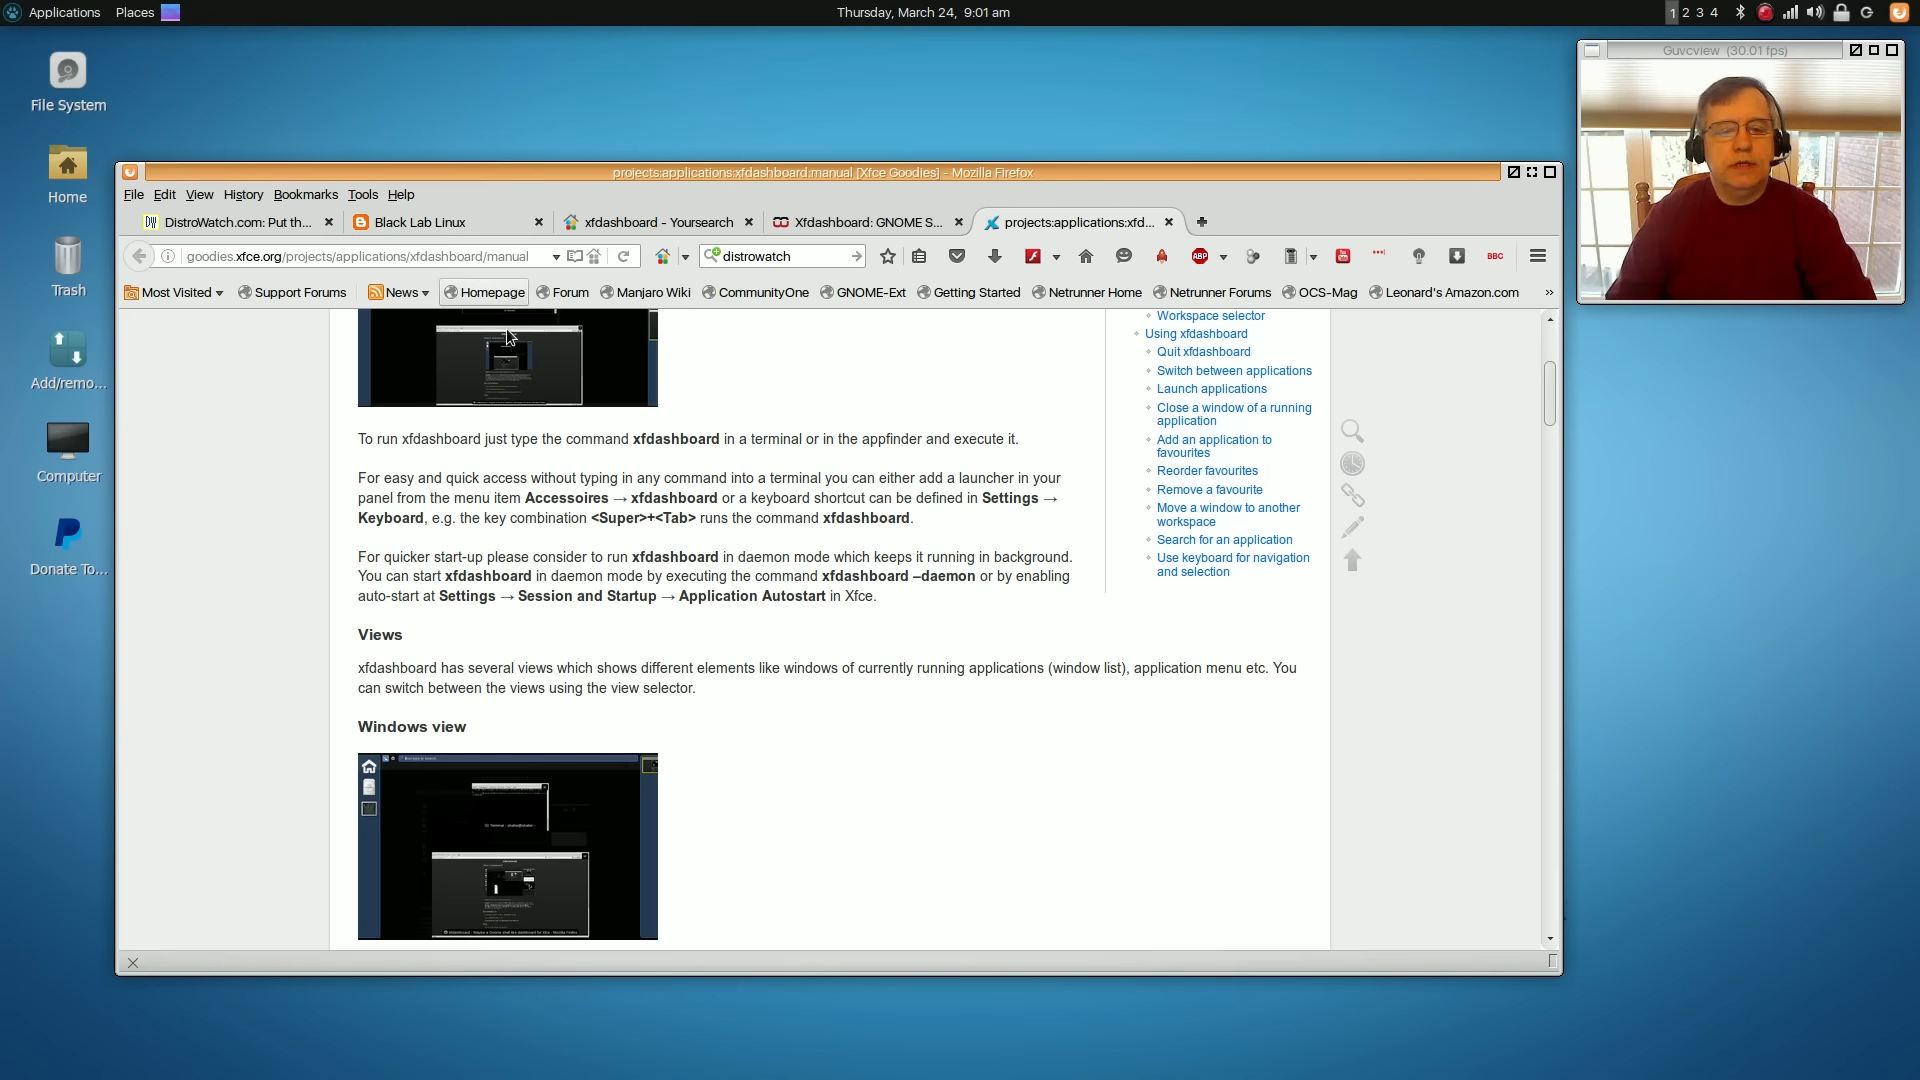 Applications Places Thursday, March 24, 9:01 am 1 2 3 4
File System
Home
Trash
Add/remo...
Computer
Donate To...
Guvcview (30.01 fps)
projects:applications:xfdashboard:manual [Xfce Goodies] - Mozilla Firefox
File Edit View History Bookmarks Tools Help
DW DistroWatch.com: Put th... Black Lab Linux xfdashboard - Yoursearch Xfdashboard: GNOME S... projects:applications:xfd...
goodies.xfce.org/projects/applications/xfdashboard/manual distrowatch ABP BBC
Most Visited Support Forums News Homepage Forum Manjaro Wiki CommunityOne GNOME-Ext Getting Started Netrunner Home Netrunner Forums OCS-Mag Leonard's Amazon.com »
To run xfdashboard just type the command xfdashboard in a terminal or in the appfinder and execute it.
For easy and quick access without typing in any command into a terminal you can either add a launcher in your
panel from the menu item Accessoires → xfdashboard or a keyboard shortcut can be defined in Settings →
Keyboard, e.g. the key combination <Super>+<Tab> runs the command xfdashboard.
For quicker start-up please consider to run xfdashboard in daemon mode which keeps it running in background.
You can start xfdashboard in daemon mode by executing the command xfdashboard –daemon or by enabling
auto-start at Settings → Session and Startup → Application Autostart in Xfce.
Views
xfdashboard has several views which shows different elements like windows of currently running applications (window list), application menu etc. You
can switch between the views using the view selector.
Windows view
Workspace selector
Using xfdashboard
Quit xfdashboard
Switch between applications
Launch applications
Close a window of a running
application
Add an application to
favourites
Reorder favourites
Remove a favourite
Move a window to another
workspace
Search for an application
Use keyboard for navigation
and selection